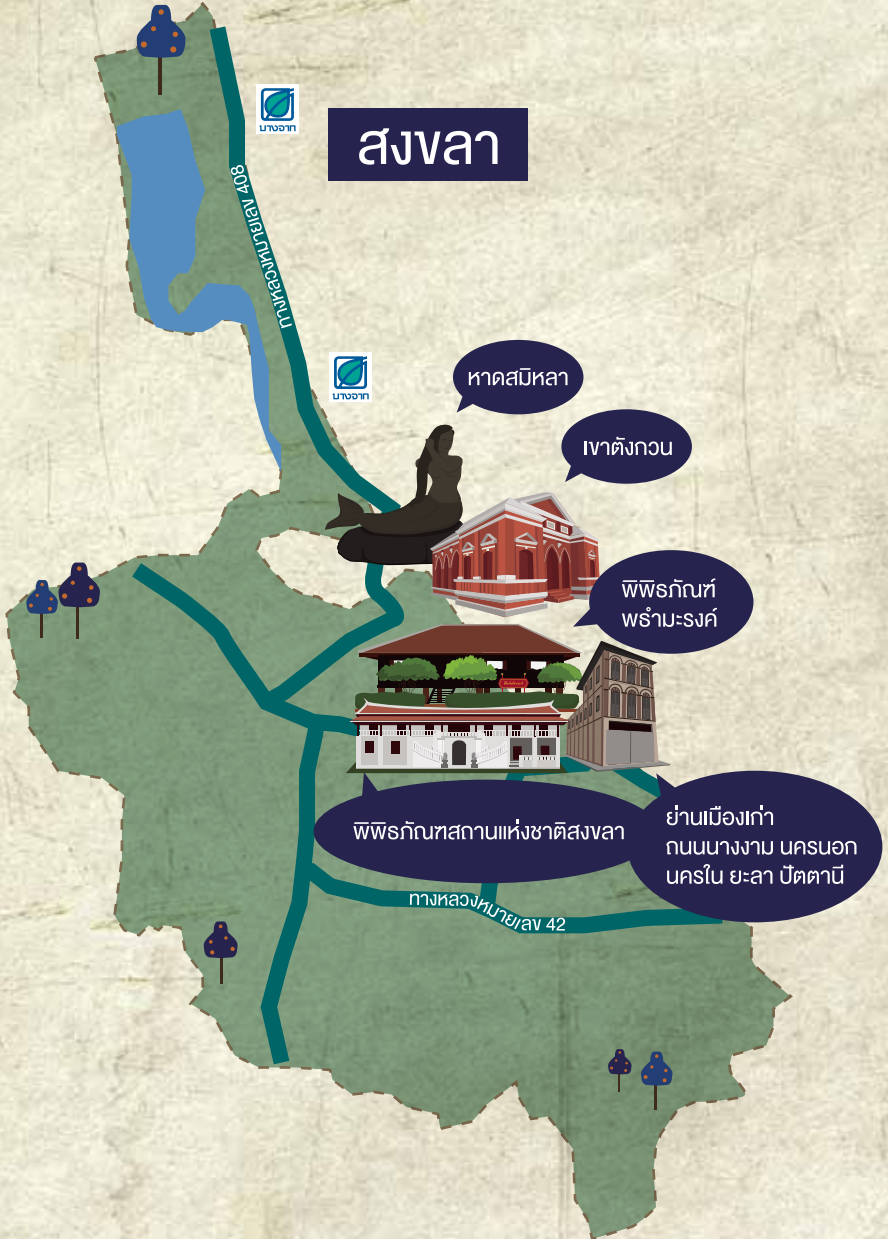 บางจาก
สงขลา
ทางหลวงหมายเลข 408
บางจาก
หาดสมิหลา
เขาตังกวน
พิพิธภัณฑ์
พธำมะรงค์
พิพิธภัณฑสถานแห่งชาติสงขลา
ย่านเมืองเก่า
ถนนนางงาม นครนอก
นครใน ยะลา ปัตตานี
ทางหลวงหมายเลข 42